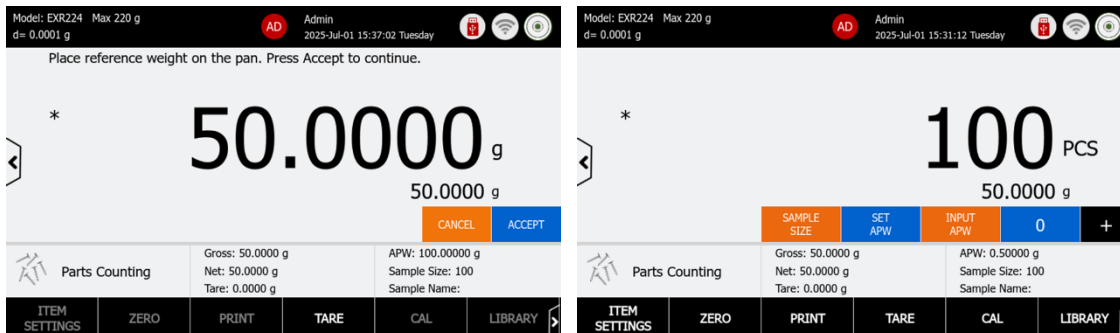 Model: EXR224 Max 220 g
d= 0.0001 g
AD
Admin
2025-Jul-01 15:37:02 Tuesday
Place reference weight on the pan. Press Accept to continue.
*
50.0000 g
50.0000 g
CANCEL
ACCEPT
Parts Counting
Gross: 50.0000 g
Net: 50.0000 g
Tare: 0.0000 g
APW: 100.00000 g
Sample Size: 100
Sample Name:
ITEM
SETTINGS
ZERO
PRINT
TARE
CAL
LIBRARY
Model: EXR224 Max 220 g
d= 0.0001 g
AD
Admin
2025-Jul-01 15:31:12 Tuesday
*
100 PCS
50.0000 g
SAMPLE
SIZE
SET
APW
INPUT
APW
0
+
Parts Counting
Gross: 50.0000 g
Net: 50.0000 g
Tare: 0.0000 g
APW: 0.50000 g
Sample Size: 100
Sample Name:
ITEM
SETTINGS
ZERO
PRINT
TARE
CAL
LIBRARY